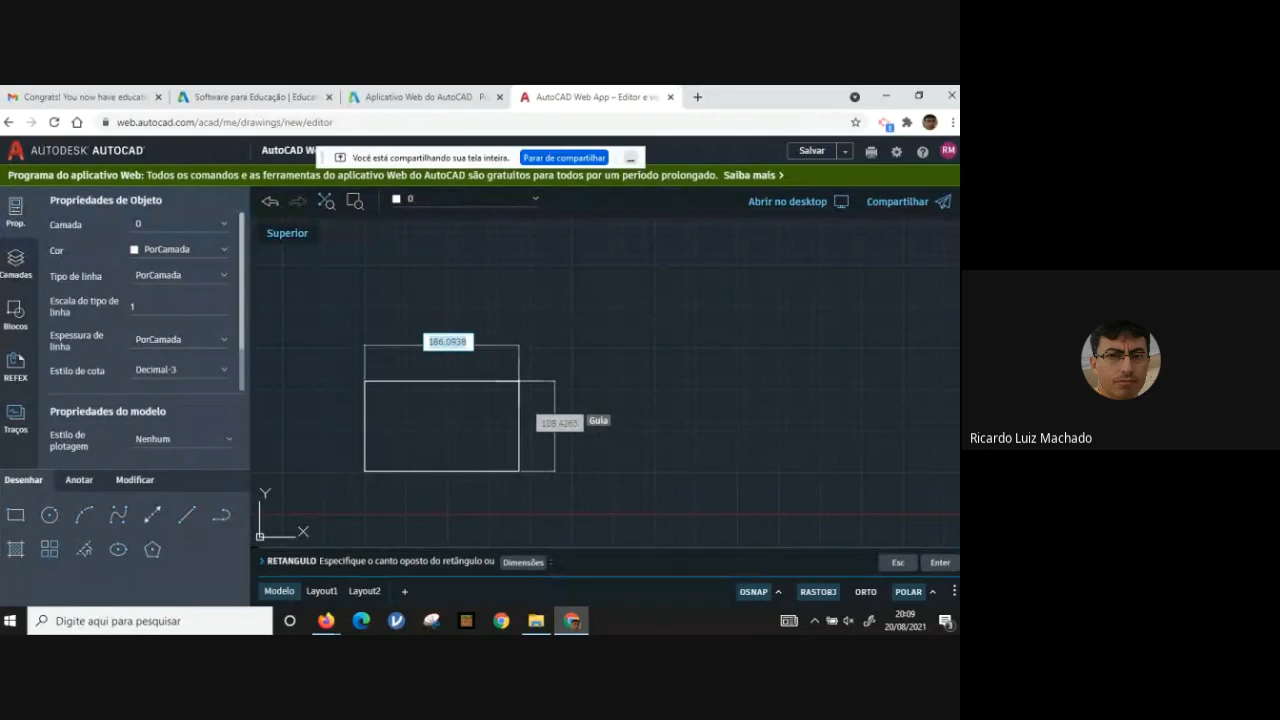 Congrats! You now have educati
Software para Educação | Educat
Aplicativo Web do AutoCAD
AutoCAD Web App – Editor e vi
web.autocad.com/acad/me/drawings/new/editor
AUTODESK AUTOCAD
AutoCAD W
Você está compartilhando sua tela inteira.
Parar de compartilhar
Salvar
RM
Programa do aplicativo Web: Todos os comandos e as ferramentas do aplicativo Web do AutoCAD são gratuitos para todos por um período prolongado. Saiba mais >
Prop.
Camadas
Blocos
REFEX
Traços
Propriedades de Objeto
Camada 0
Cor PorCamada
Tipo de linha PorCamada
Escala do tipo de linha 1
Espessura de linha PorCamada
Estilo de cota Decimal-3
Propriedades do modelo
Estilo de plotagem Nenhum
Desenhar Anotar Modificar
0
Abrir no desktop
Compartilhar
Superior
186.0938
108.4265
Guia
Y
X
RETANGULO Especifique o canto oposto do retângulo ou Dimensões :
Esc Enter
Modelo Layout1 Layout2 +
OSNAP RASTOBJ ORTO POLAR
Digite aqui para pesquisar
20:09
20/08/2021
3
Ricardo Luiz Machado